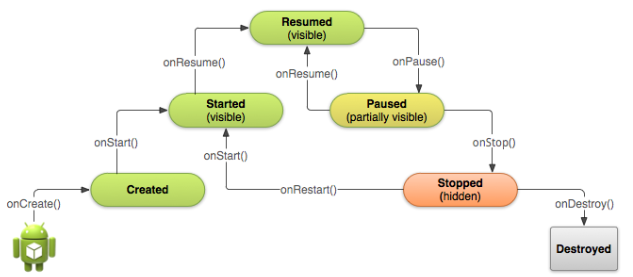 Resumed
(visible)
onResume()
onResume()
onPause()
Started
(visible)
Paused
(partially visible)
onStart()
onStart()
onStop()
Created
onRestart()
Stopped
(hidden)
onCreate()
onDestroy()
Destroyed